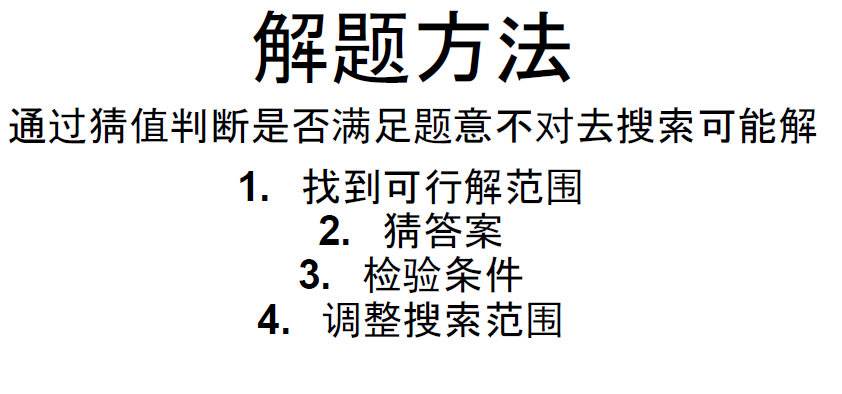 解题方法
通过猜值判断是否满足题意不对去搜索可能解
1. 找到可行解范围
2. 猜答案
3. 检验条件
4. 调整搜索范围